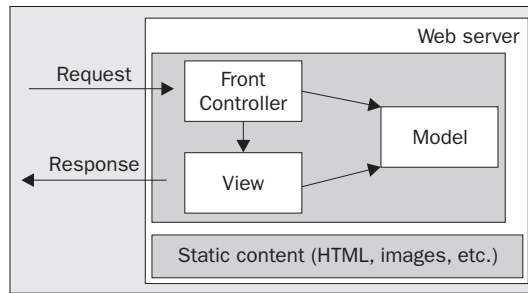 Web server
Request
Front
Controller
Model
Response
View
Static content (HTML, images, etc.)